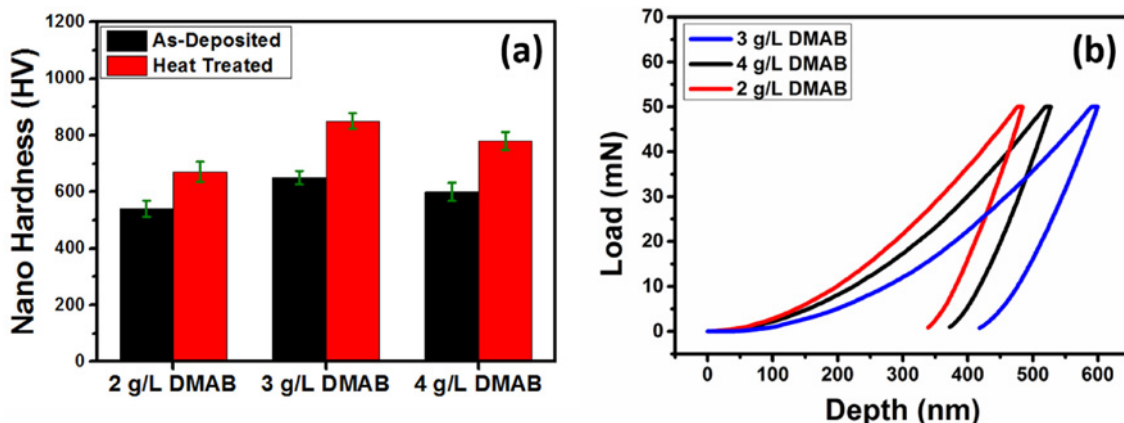 1200
1000
800
600
400
200
0
Nano Hardness (HV)
As-Deposited
Heat Treated
(a)
2 g/L DMAB 3 g/L DMAB 4 g/L DMAB
70
60
50
40
30
20
10
0
Load (mN)
3 g/L DMAB
4 g/L DMAB
2 g/L DMAB
(b)
0 100 200 300 400 500 600
Depth (nm)